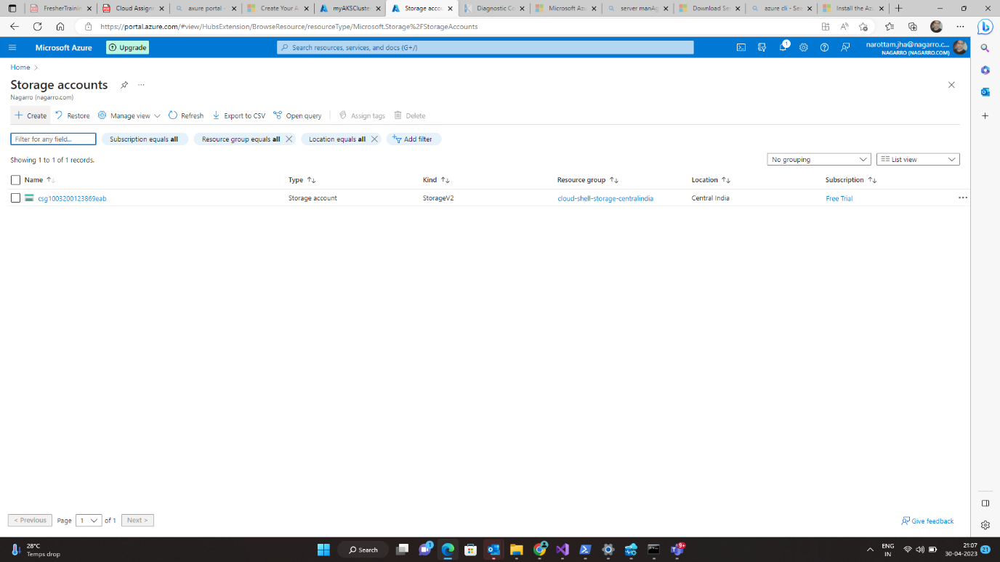 FresherTrainin
Cloud Assignm
axure portal -
Create Your A
myAKSCluster
Storage accou
Diagnostic Co
Microsoft Azu
server manAg
Download Ser
azure cli - Sea
Install the Azu
https://portal.azure.com/#view/HubsExtension/BrowseResource/resourceType/Microsoft.Storage%2FStorageAccounts
Microsoft Azure
Upgrade
Search resources, services, and docs (G+/)
1
narottam.jha@nagarro.c...
NAGARRO (NAGARRO.COM)
Home
Storage accounts
Nagarro (nagarro.com)
Create
Restore
Manage view
Refresh
Export to CSV
Open query
Assign tags
Delete
Filter for any field...
Subscription equals all
Resource group equals all
Location equals all
Add filter
Showing 1 to 1 of 1 records.
No grouping
List view
Name
Type
Kind
Resource group
Location
Subscription
csg1003200123869eab
Storage account
StorageV2
cloud-shell-storage-centralindia
Central India
Free Trial
< Previous
Page 1 of 1
Next >
Give feedback
28°C
Temps drop
Search
1
9+
ENG
IN
21:07
30-04-2023
21